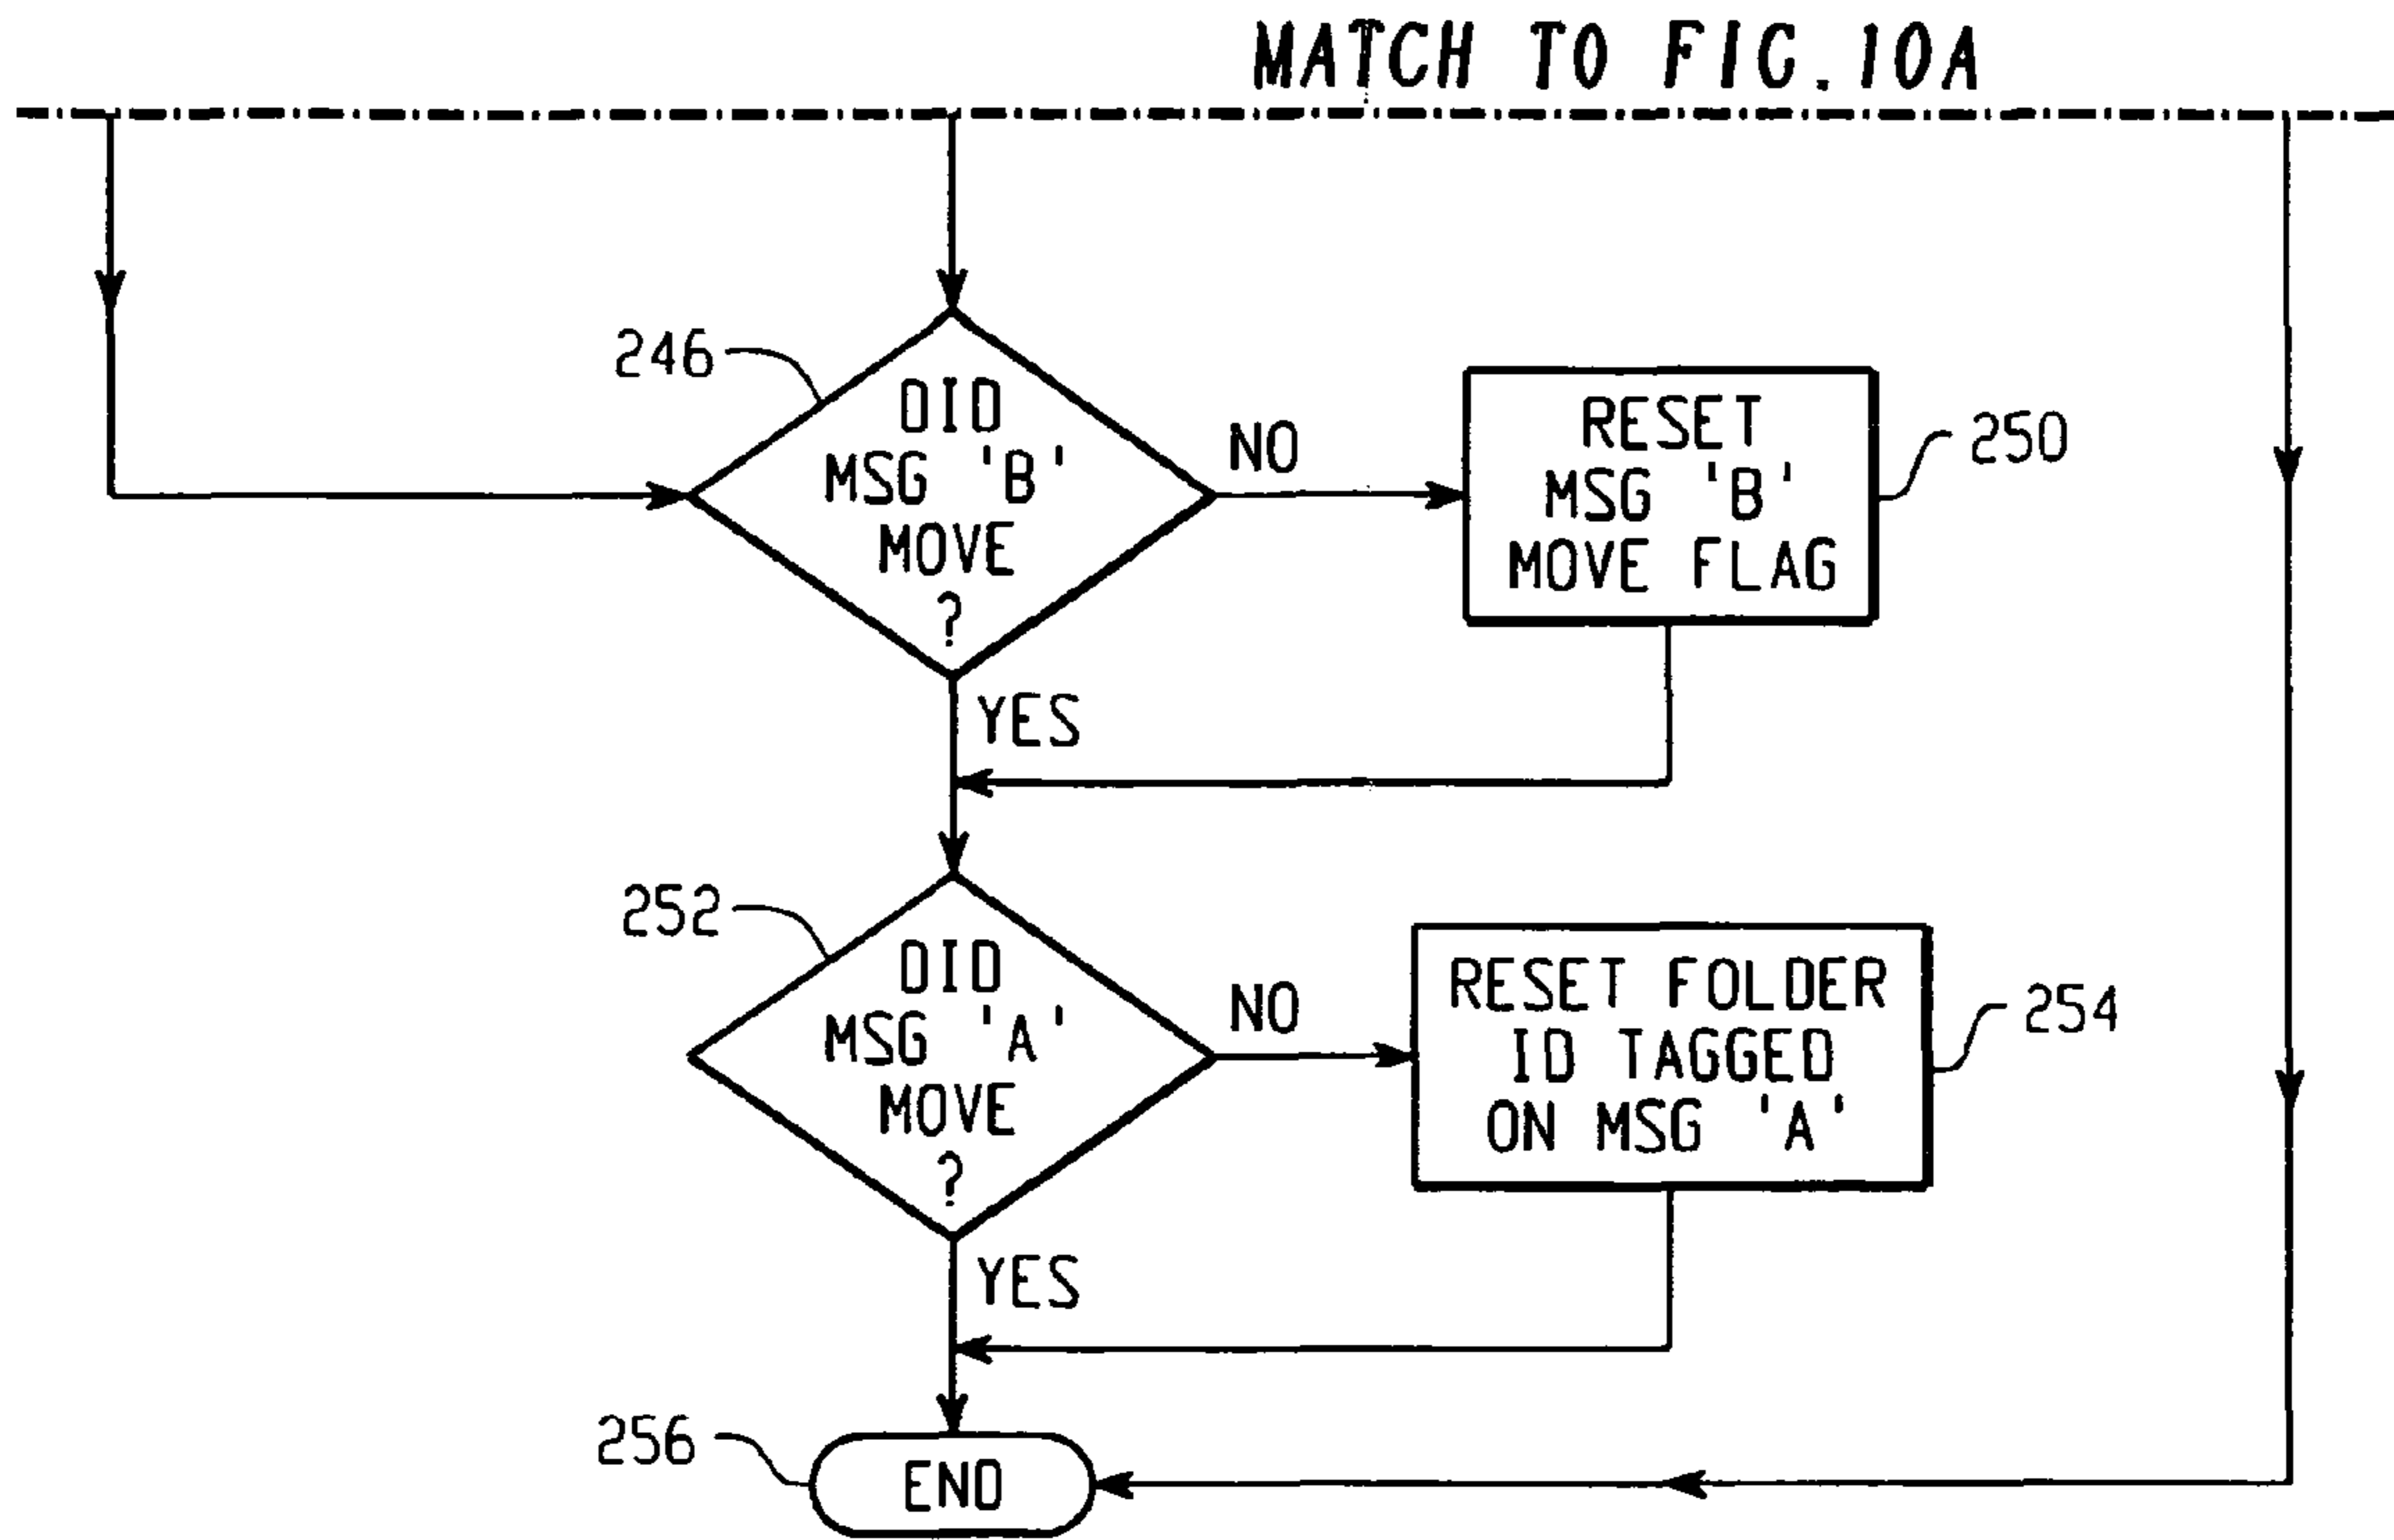 MATCH TO FIG.10A
246
DID
MSG 'B'
MOVE
?
NO
RESET
MSG 'B'
MOVE FLAG
250
YES
252
DID
MSG 'A'
MOVE
?
NO
RESET FOLDER
ID TAGGED
ON MSG 'A'
254
YES
256
END